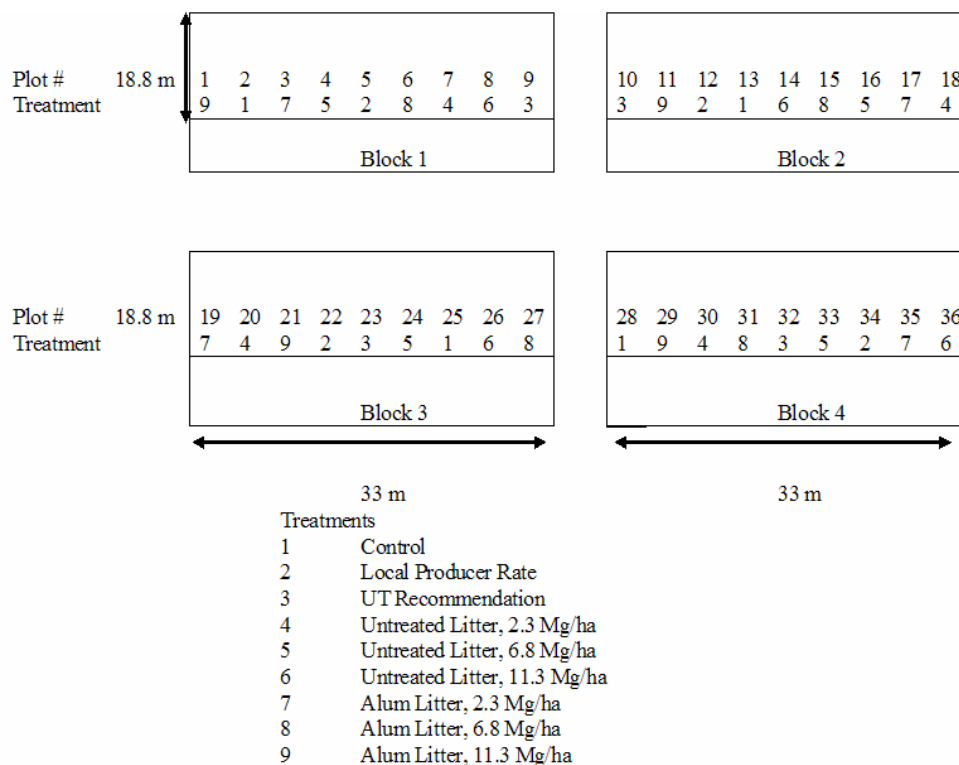 Plot # 18.8 m 1 2 3 4 5 6 7 8 9 10 11 12 13 14 15 16 17 18
Treatment 9 1 7 5 2 8 4 6 3 3 9 2 1 6 8 5 7 4
Block 1 Block 2
Plot # 18.8 m 19 20 21 22 23 24 25 26 27 28 29 30 31 32 33 34 35 36
Treatment 7 4 9 2 3 5 1 6 8 1 9 4 8 3 5 2 7 6
Block 3 Block 4
33 m 33 m
Treatments
1 Control
2 Local Producer Rate
3 UT Recommendation
4 Untreated Litter, 2.3 Mg/ha
5 Untreated Litter, 6.8 Mg/ha
6 Untreated Litter, 11.3 Mg/ha
7 Alum Litter, 2.3 Mg/ha
8 Alum Litter, 6.8 Mg/ha
9 Alum Litter, 11.3 Mg/ha